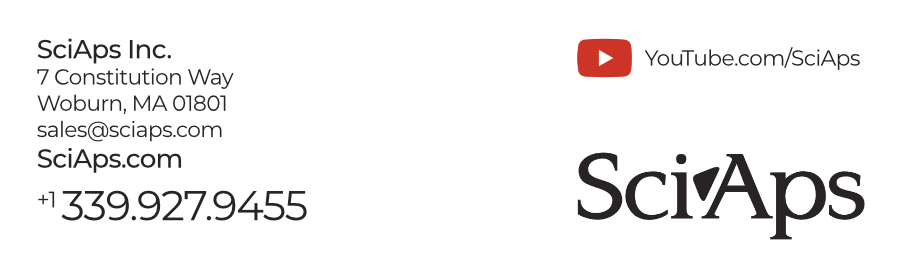 SciAps Inc.
7 Constitution Way
Woburn, MA 01801
sales@sciaps.com
SciAps.com
+1 339.927.9455
YouTube.com/SciAps
SciAps